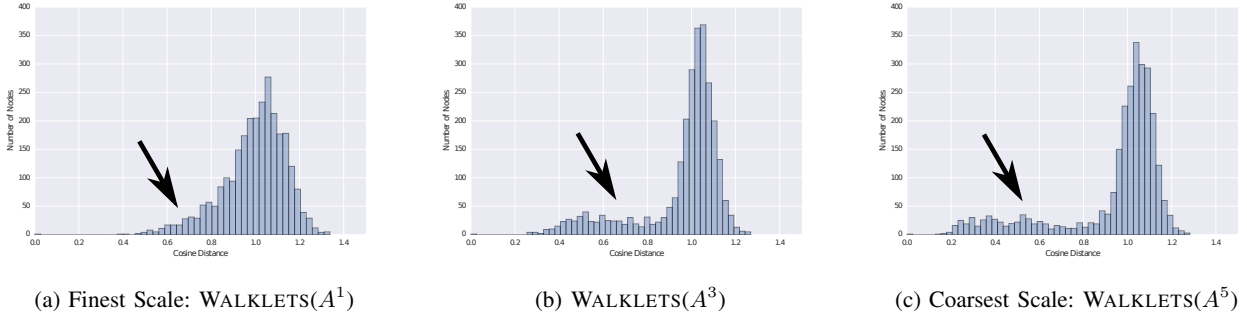 400
350
300
250
200
150
100
50
0
Number of Nodes
0.0 0.2 0.4 0.6 0.8 1.0 1.2 1.4
Cosine Distance
(a) Finest Scale: WALKLETS(A¹)
400
350
300
250
200
150
100
50
0
Number of Nodes
0.0 0.2 0.4 0.6 0.8 1.0 1.2 1.4
Cosine Distance
(b) WALKLETS(A³)
400
350
300
250
200
150
100
50
0
Number of Nodes
0.0 0.2 0.4 0.6 0.8 1.0 1.2 1.4
Cosine Distance
(c) Coarsest Scale: WALKLETS(A⁵)